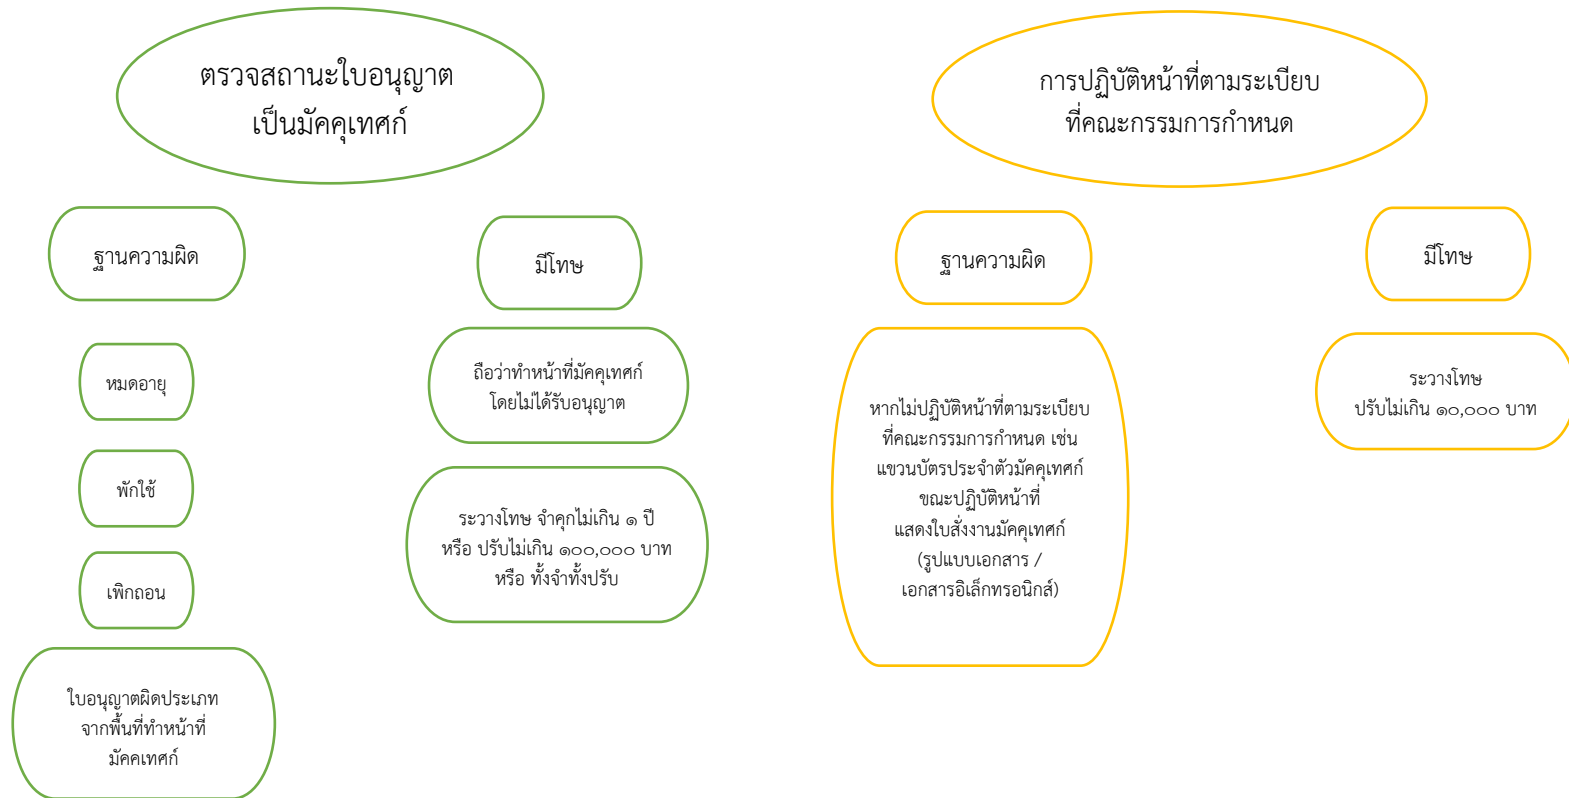 ตรวจสถานะใบอนุญาต
เป็นมัคคุเทศก์
ฐานความผิด
มีโทษ
หมดอายุ
พักใช้
เพิกถอน
ใบอนุญาตผิดประเภท
จากพื้นที่ทำหน้าที่
มัคคเทศก์
ถือว่าทำหน้าที่มัคคุเทศก์
โดยไม่ได้รับอนุญาต
ระวางโทษ จำคุกไม่เกิน ๑ ปี
หรือ ปรับไม่เกิน ๑๐๐,๐๐๐ บาท
หรือ ทั้งจำทั้งปรับ
การปฏิบัติหน้าที่ตามระเบียบ
ที่คณะกรรมการกำหนด
ฐานความผิด
มีโทษ
หากไม่ปฏิบัติหน้าที่ตามระเบียบ
ที่คณะกรรมการกำหนด เช่น
แขวนบัตรประจำตัวมัคคุเทศก์
ขณะปฏิบัติหน้าที่
แสดงใบสั่งงานมัคคุเทศก์
(รูปแบบเอกสาร /
เอกสารอิเล็กทรอนิกส์)
ระวางโทษ
ปรับไม่เกิน ๑๐,๐๐๐ บาท